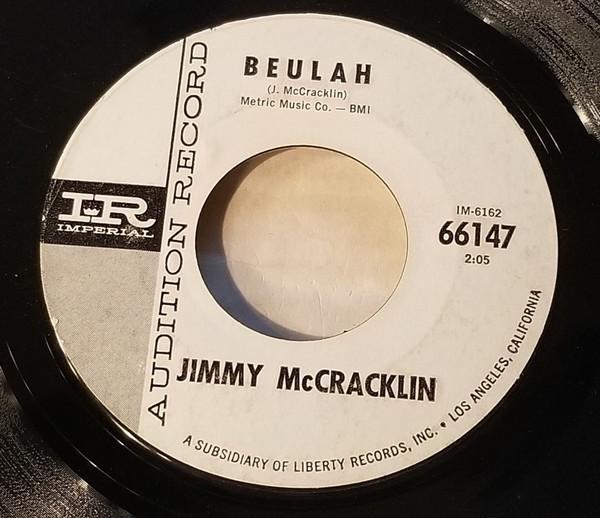 BEULAH
(J. McCracklin)
Metric Music Co. — BMI
AUDITION RECORD
IR
IMPERIAL
IM-6162
66147
2:05
JIMMY McCRACKLIN
A SUBSIDIARY OF LIBERTY RECORDS, INC. • LOS ANGELES, CALIFORNIA